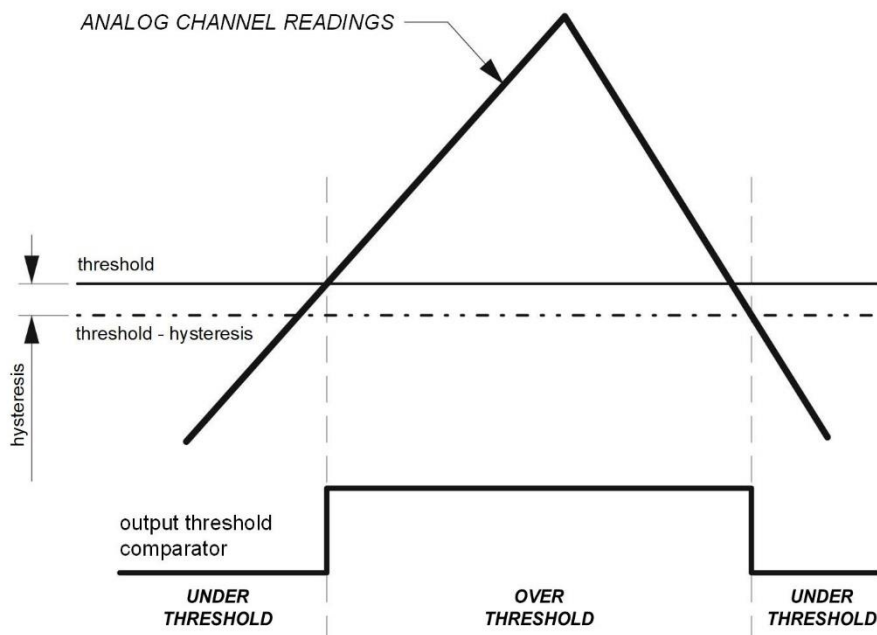 ANALOG CHANNEL READINGS
threshold
threshold - hysteresis
hysteresis
output threshold
comparator
UNDER
THRESHOLD
OVER
THRESHOLD
UNDER
THRESHOLD